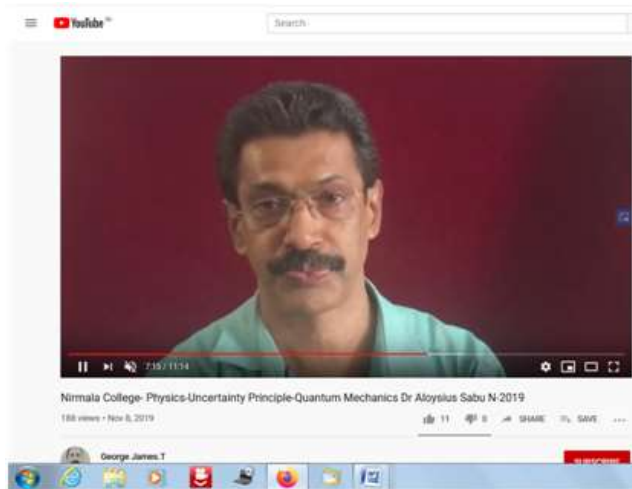 YouTube
Search
7:15 / 11:14
Nirmala College- Physics-Uncertainty Principle-Quantum Mechanics Dr Aloysius Sabu N-2019
188 views • Nov 8, 2019
11
0
SHARE
SAVE
George James.T
SUBSCRIBE